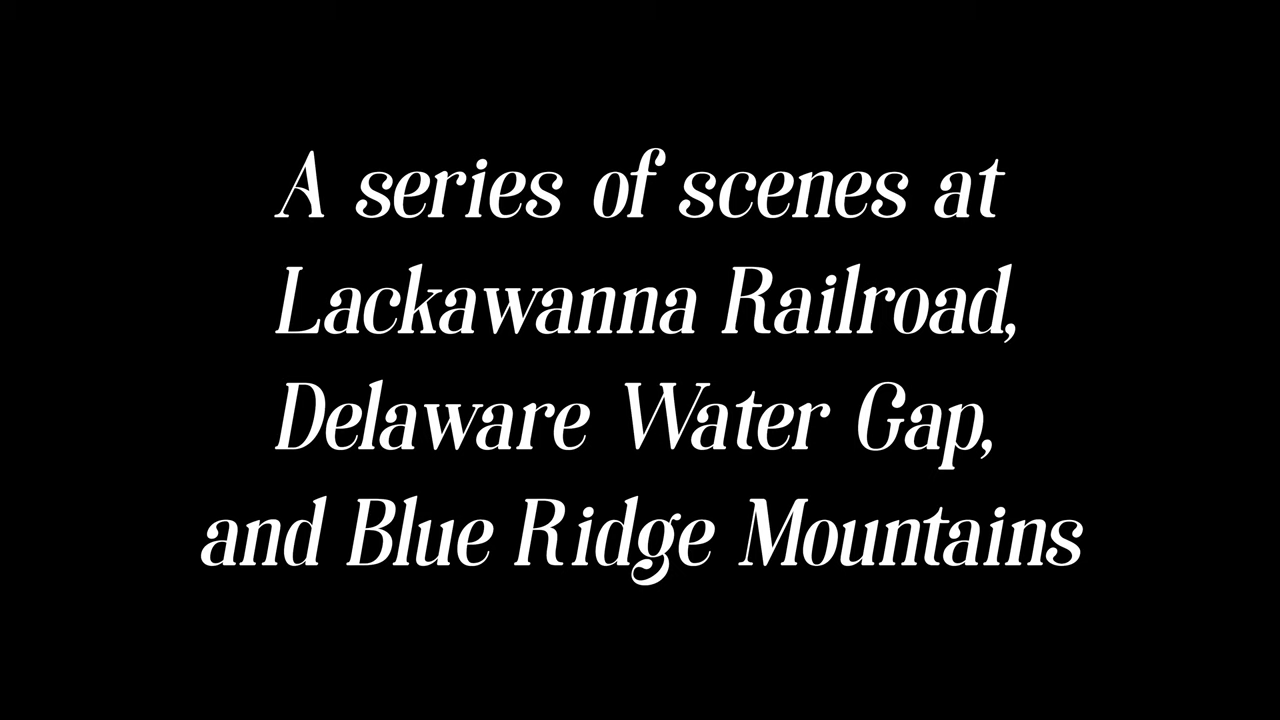 A series of scenes at
Lackawanna Railroad,
Delaware Water Gap,
and Blue Ridge Mountains